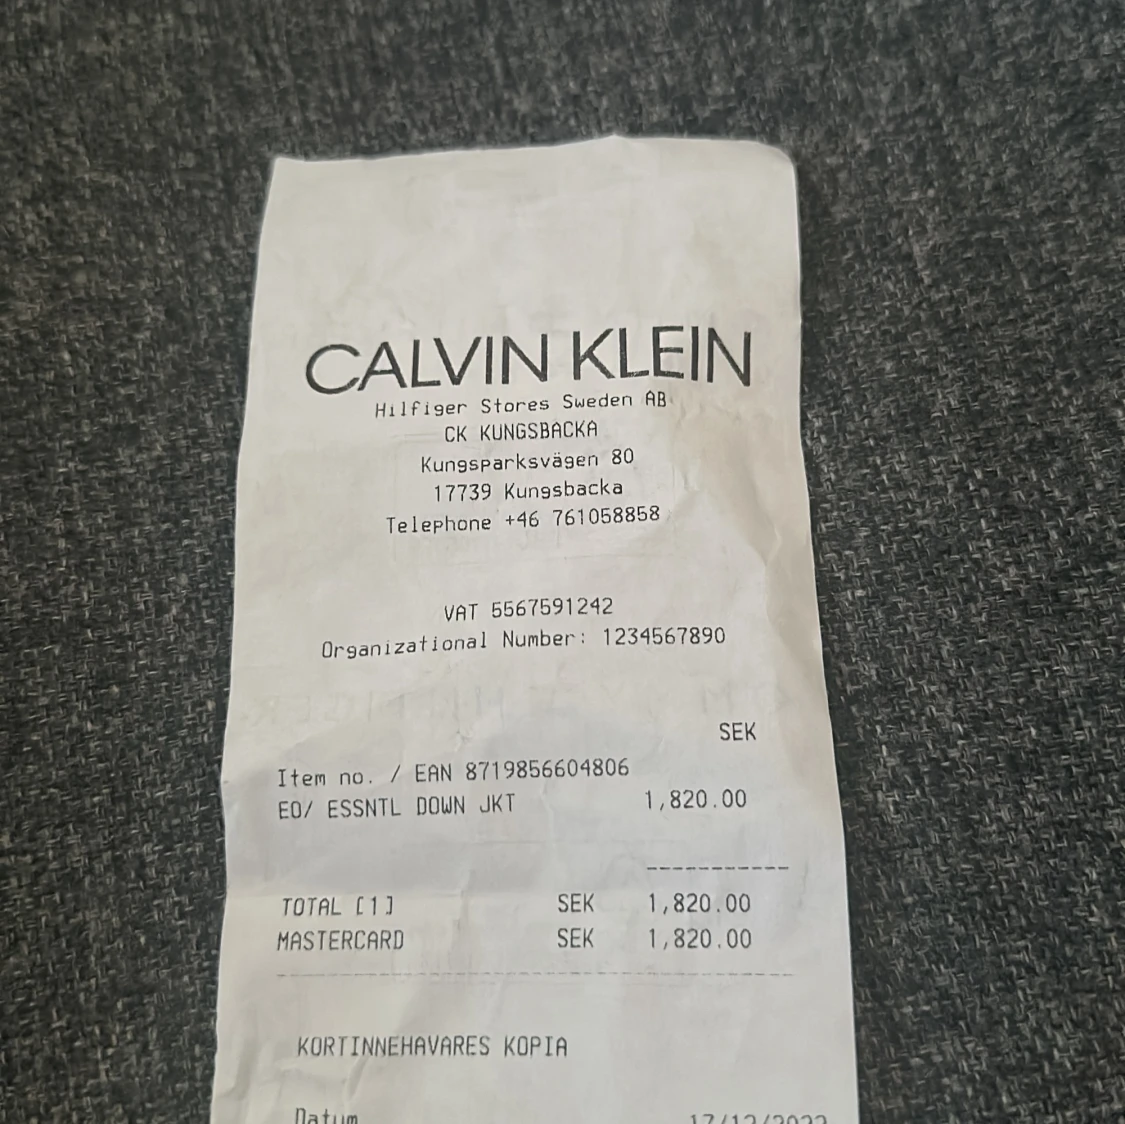 CALVIN KLEIN
Hilfiger Stores Sweden AB
CK KUNGSBACKA
Kungsparksvägen 80
17739 Kungsbacka
Telephone +46 761058858
VAT 5567591242
Organizational Number: 1234567890
SEK
Item no. / EAN 8719856604806
EO/ ESSNTL DOWN JKT 1,820.00
TOTAL [1] SEK 1,820.00
MASTERCARD SEK 1,820.00
KORTINNEHAVARES KOPIA
Datum